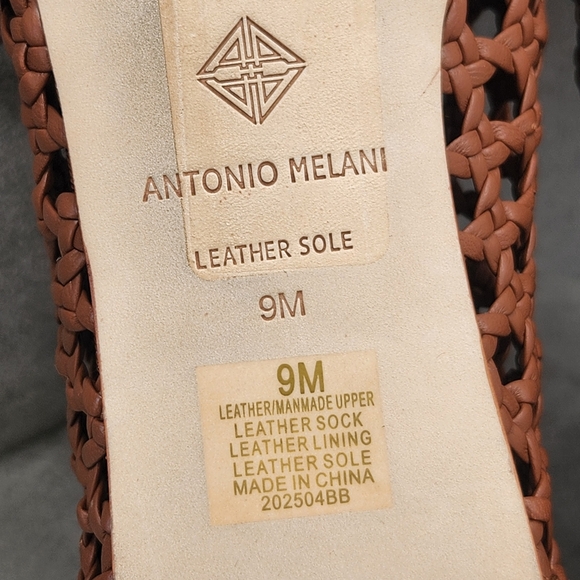 ANTONIO MELANI
LEATHER SOLE
9M
9M
LEATHER/MANMADE UPPER
LEATHER SOCK
LEATHER LINING
LEATHER SOLE
MADE IN CHINA
202504BB